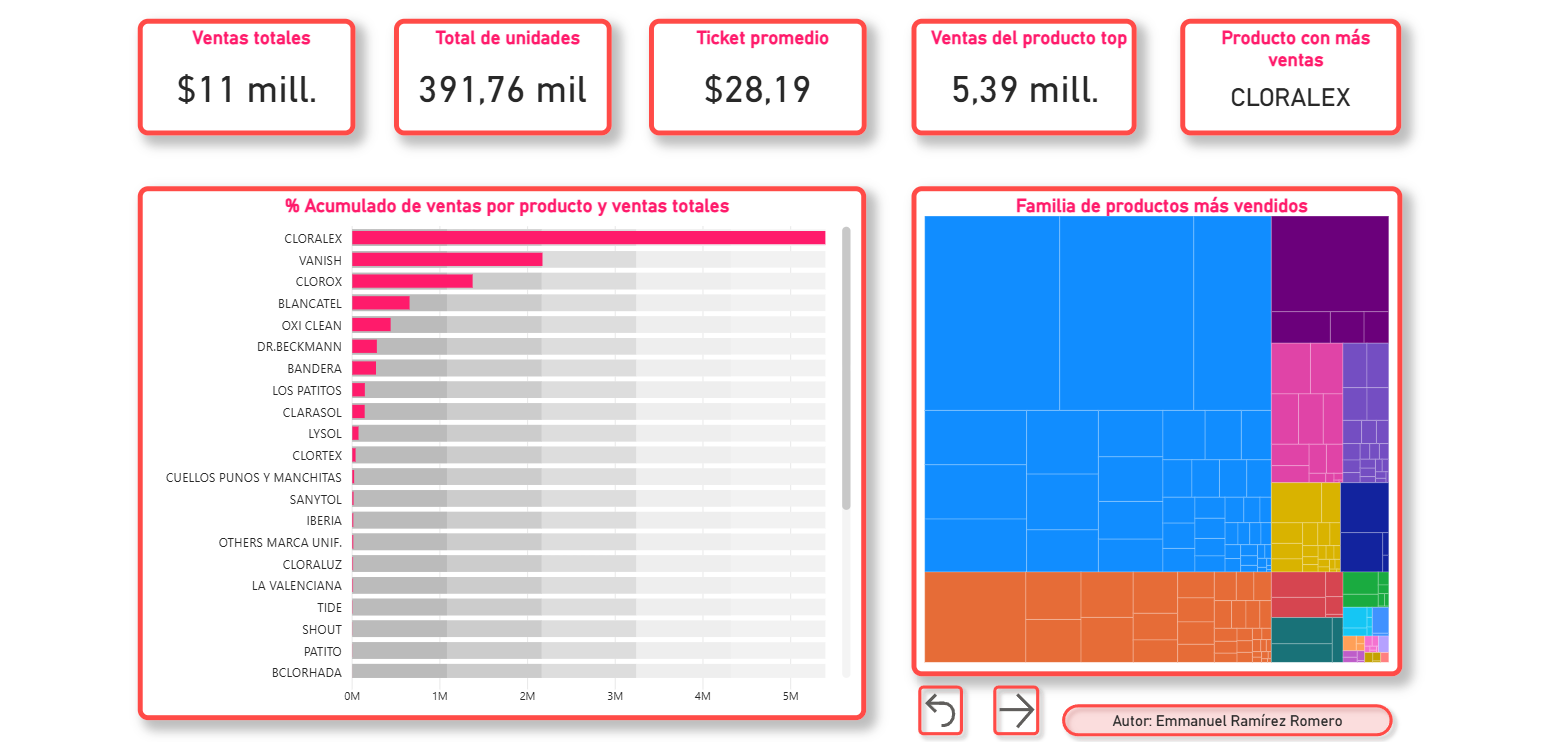 Ventas totales
$11 mill.
Total de unidades
391,76 mil
Ticket promedio
$28,19
Ventas del producto top
5,39 mill.
Producto con más
ventas
CLORALEX
% Acumulado de ventas por producto y ventas totales
CLORALEX
VANISH
CLOROX
BLANCATEL
OXI CLEAN
DR.BECKMANN
BANDERA
LOS PATITOS
CLARASOL
LYSOL
CLORTEX
CUELLOS PUNOS Y MANCHITAS
SANYTOL
IBERIA
OTHERS MARCA UNIF.
CLORALUZ
LA VALENCIANA
TIDE
SHOUT
PATITO
BCLORHADA
0M 1M 2M 3M 4M 5M
Familia de productos más vendidos
Autor: Emmanuel Ramírez Romero